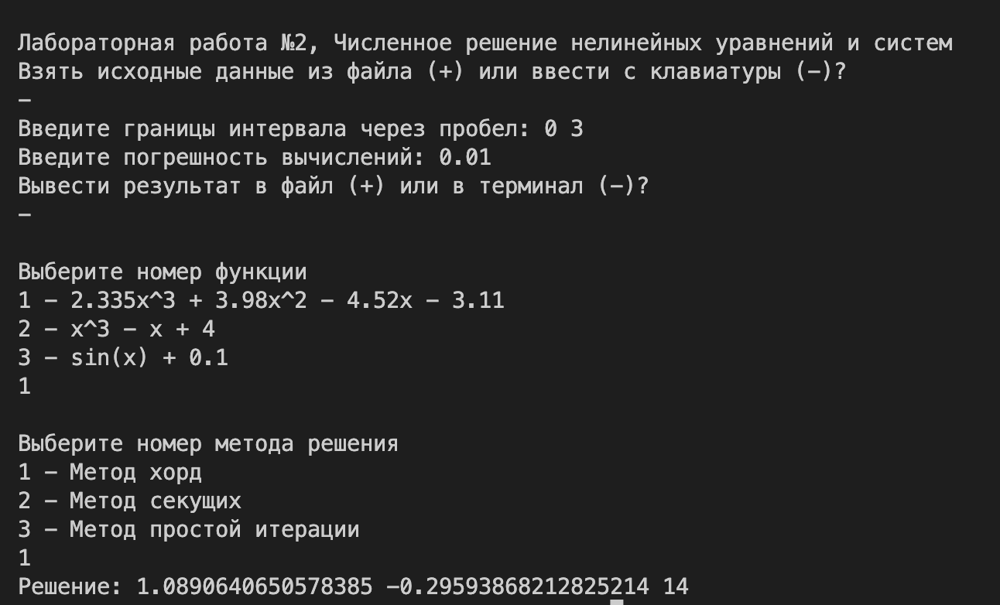 Лабораторная работа №2, Численное решение нелинейных уравнений и систем
Взять исходные данные из файла (+) или ввести с клавиатуры (-)?
-
Введите границы интервала через пробел: 0 3
Введите погрешность вычислений: 0.01
Вывести результат в файл (+) или в терминал (-)?
-
Выберите номер функции
1 - 2.335x^3 + 3.98x^2 - 4.52x - 3.11
2 - x^3 - x + 4
3 - sin(x) + 0.1
1
Выберите номер метода решения
1 - Метод хорд
2 - Метод секущих
3 - Метод простой итерации
1
Решение: 1.0890640650578385 -0.29593868212825214 14